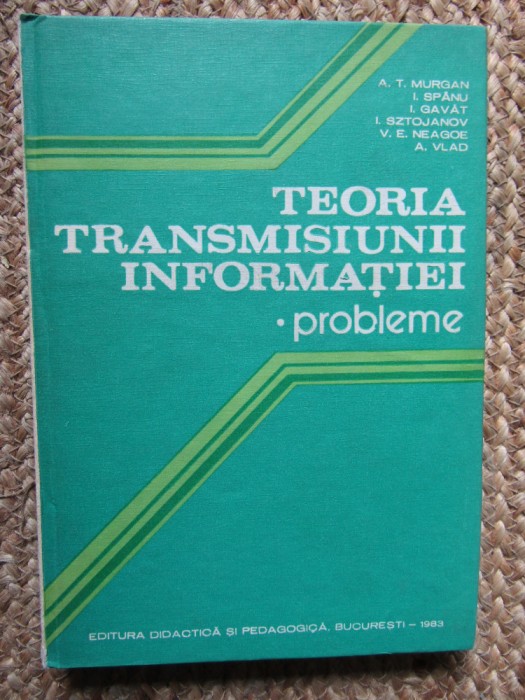 A. T. MURGAN
I. SPÂNU
I. GAVĂT
I. SZTOJANOV
V. E. NEAGOE
A. VLAD
TEORIA
TRANSMISIUNII
INFORMAȚIEI
• probleme
EDITURA DIDACTICĂ ȘI PEDAGOGICĂ, BUCUREȘTI – 1983